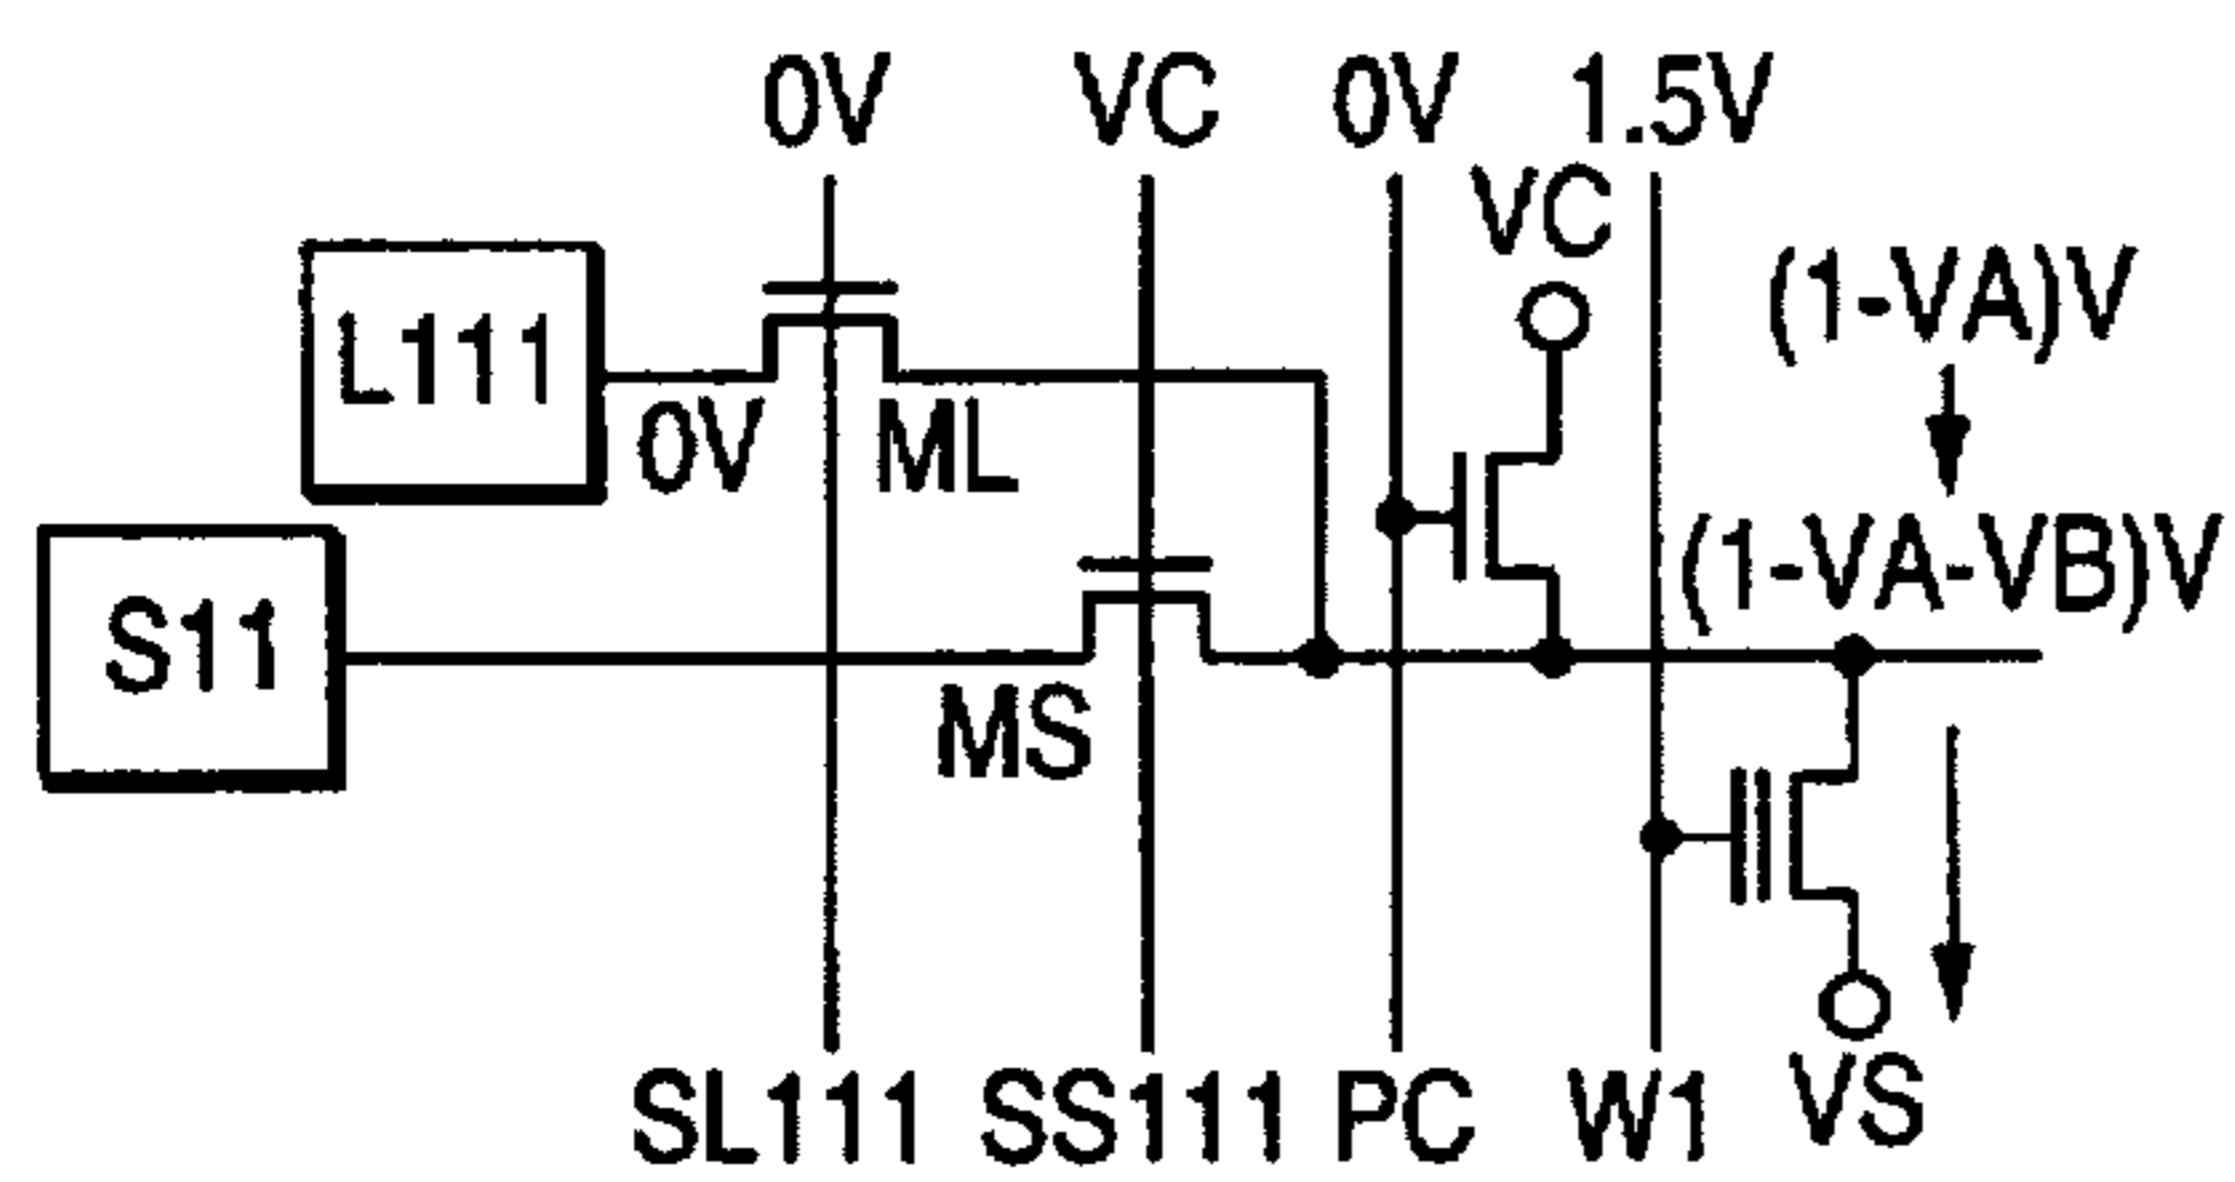 0V VC 0V 1.5V
VC
(1-VA)V
L111
0V ML
(1-VA-VB)V
S11
MS
SL111 SS111 PC W1 VS